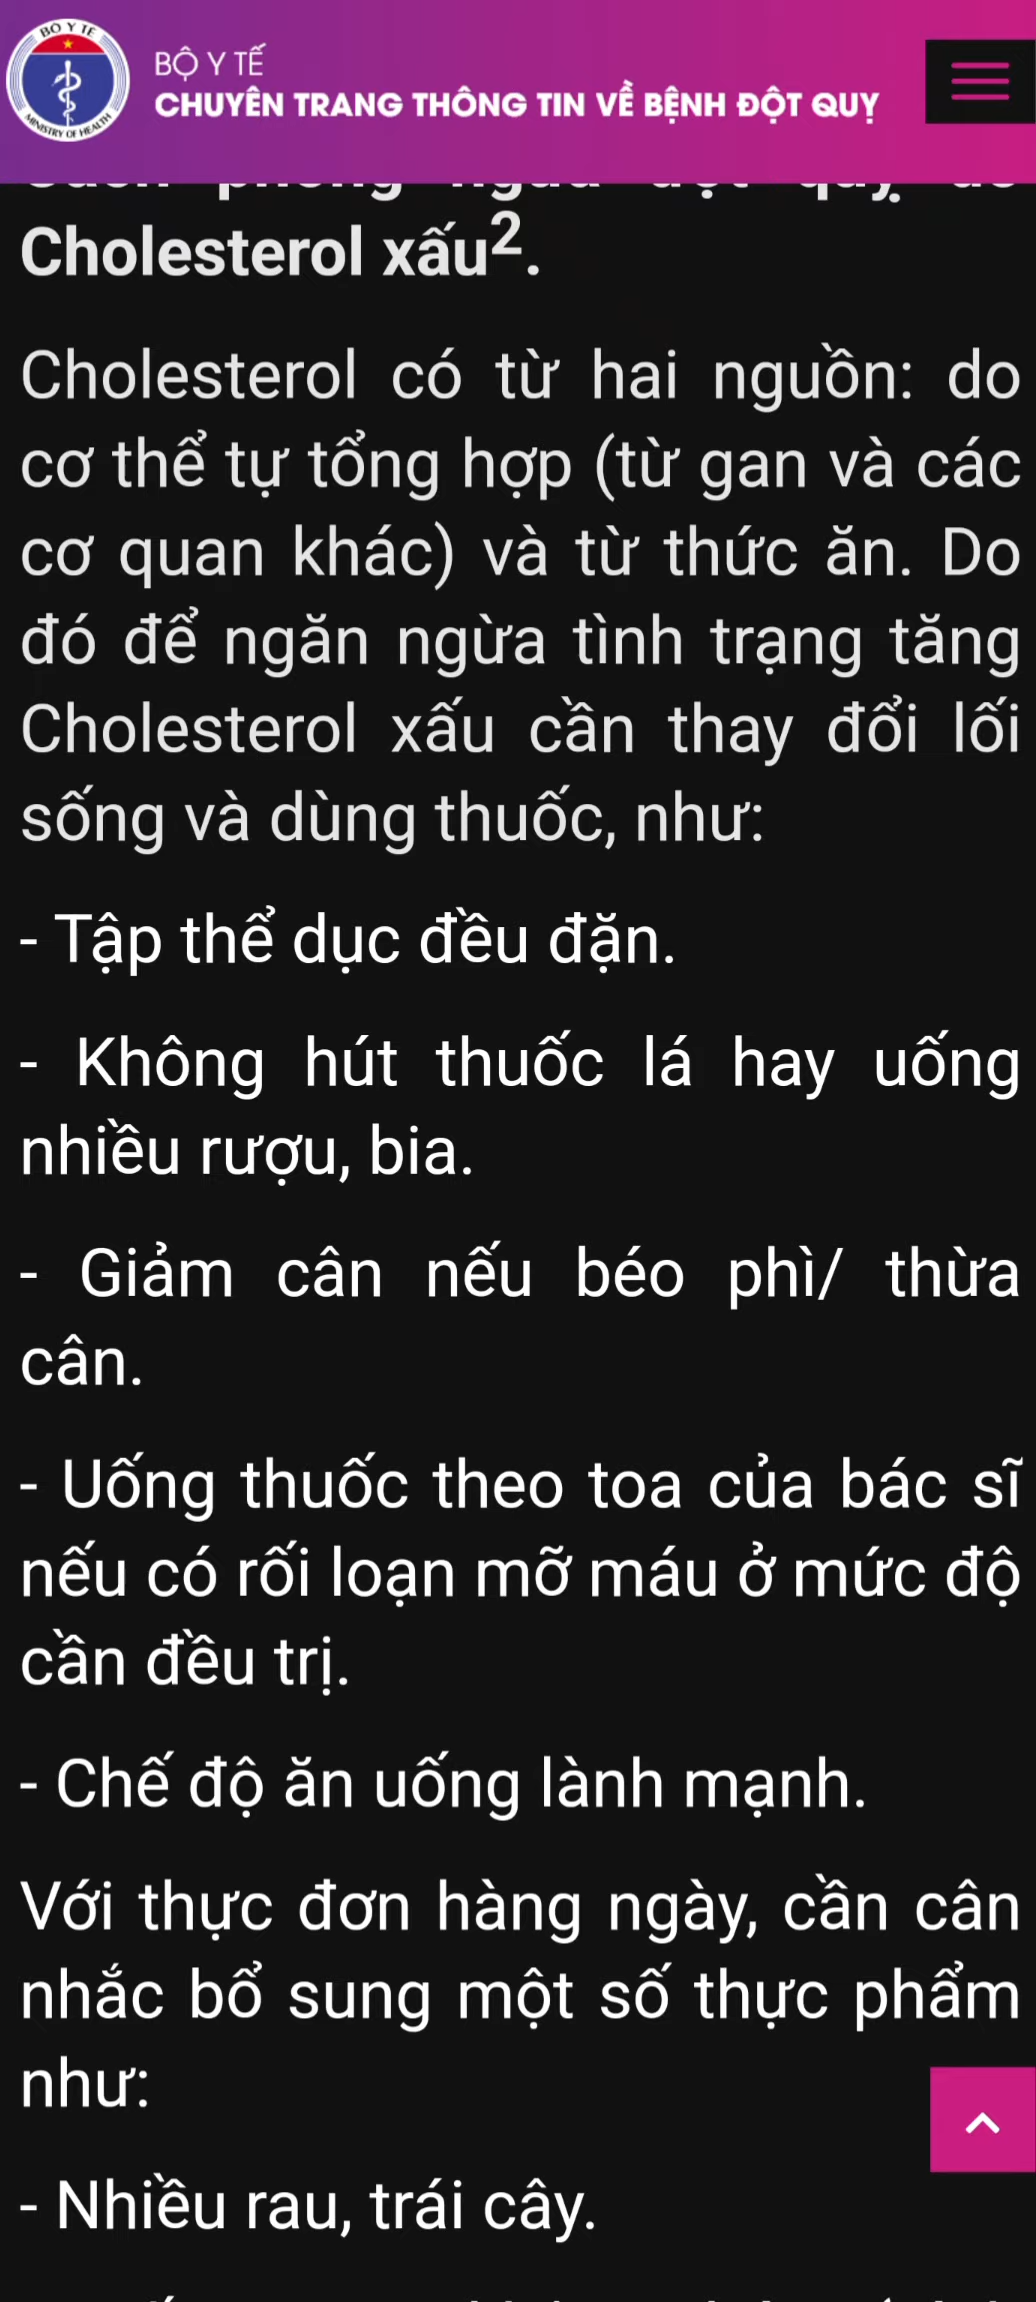 BỘ Y TẾ
MINISTRY OF HEALTH
BỘ Y TẾ
CHUYÊN TRANG THÔNG TIN VỀ BỆNH ĐỘT QUỴ
Cholesterol xấu².
Cholesterol có từ hai nguồn: do
cơ thể tự tổng hợp (từ gan và các
cơ quan khác) và từ thức ăn. Do
đó để ngăn ngừa tình trạng tăng
Cholesterol xấu cần thay đổi lối
sống và dùng thuốc, như:
- Tập thể dục đều đặn.
- Không hút thuốc lá hay uống
nhiều rượu, bia.
- Giảm cân nếu béo phì/ thừa
cân.
- Uống thuốc theo toa của bác sĩ
nếu có rối loạn mỡ máu ở mức độ
cần đều trị.
- Chế độ ăn uống lành mạnh.
Với thực đơn hàng ngày, cần cân
nhắc bổ sung một số thực phẩm
như:
- Nhiều rau, trái cây.